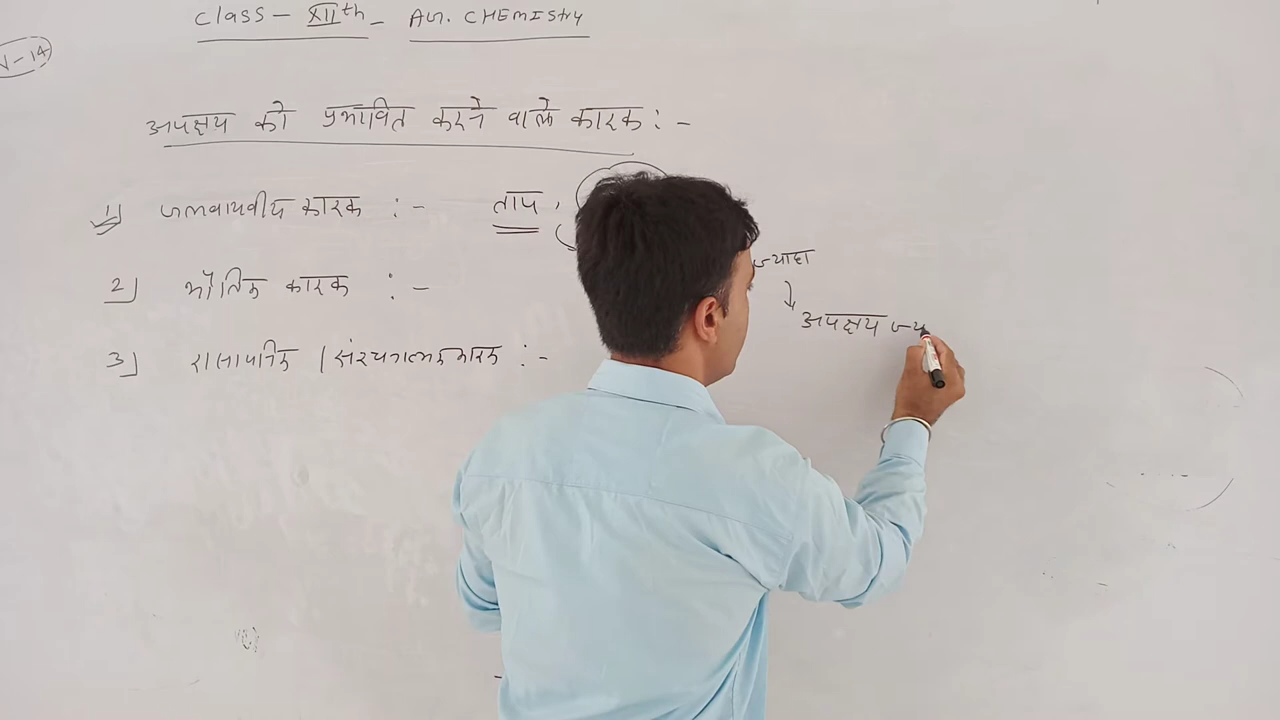 Class - XIIth - AG. CHEMIStry
V-14
अपक्षय को प्रभावित करने वाले कारक : -
1) जलवायवीय कारक : - ताप ,
ज्यादा
2) भौतिक कारक : -
अपक्षय ज्य
3) रासायनिक / संरचनात्मक कारक : -